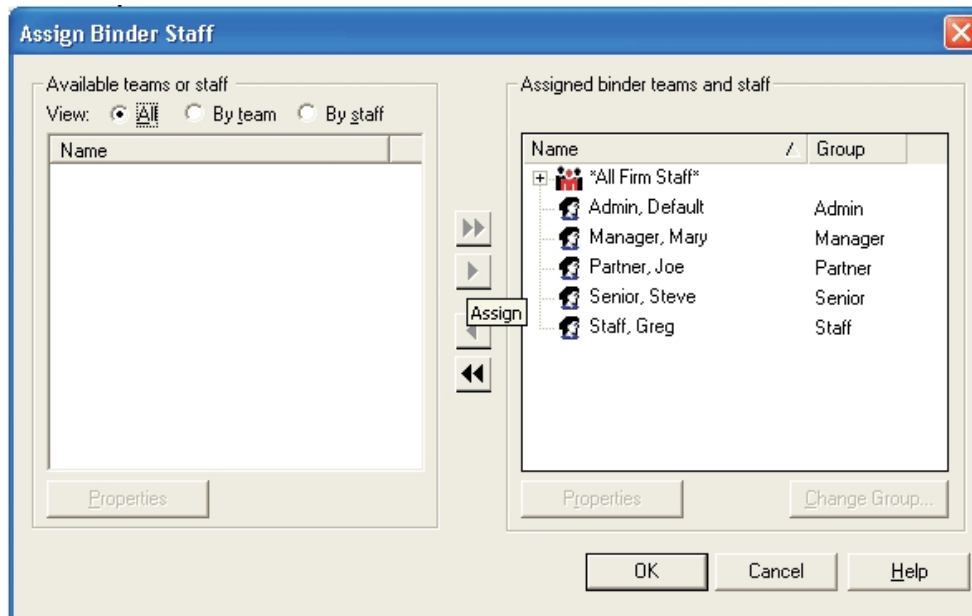 Assign Binder Staff
Available teams or staff
View: All By team By staff
Name
Properties
Assign
Assigned binder teams and staff
Name Group
*All Firm Staff*
Admin, Default Admin
Manager, Mary Manager
Partner, Joe Partner
Senior, Steve Senior
Staff, Greg Staff
Properties Change Group...
OK Cancel Help